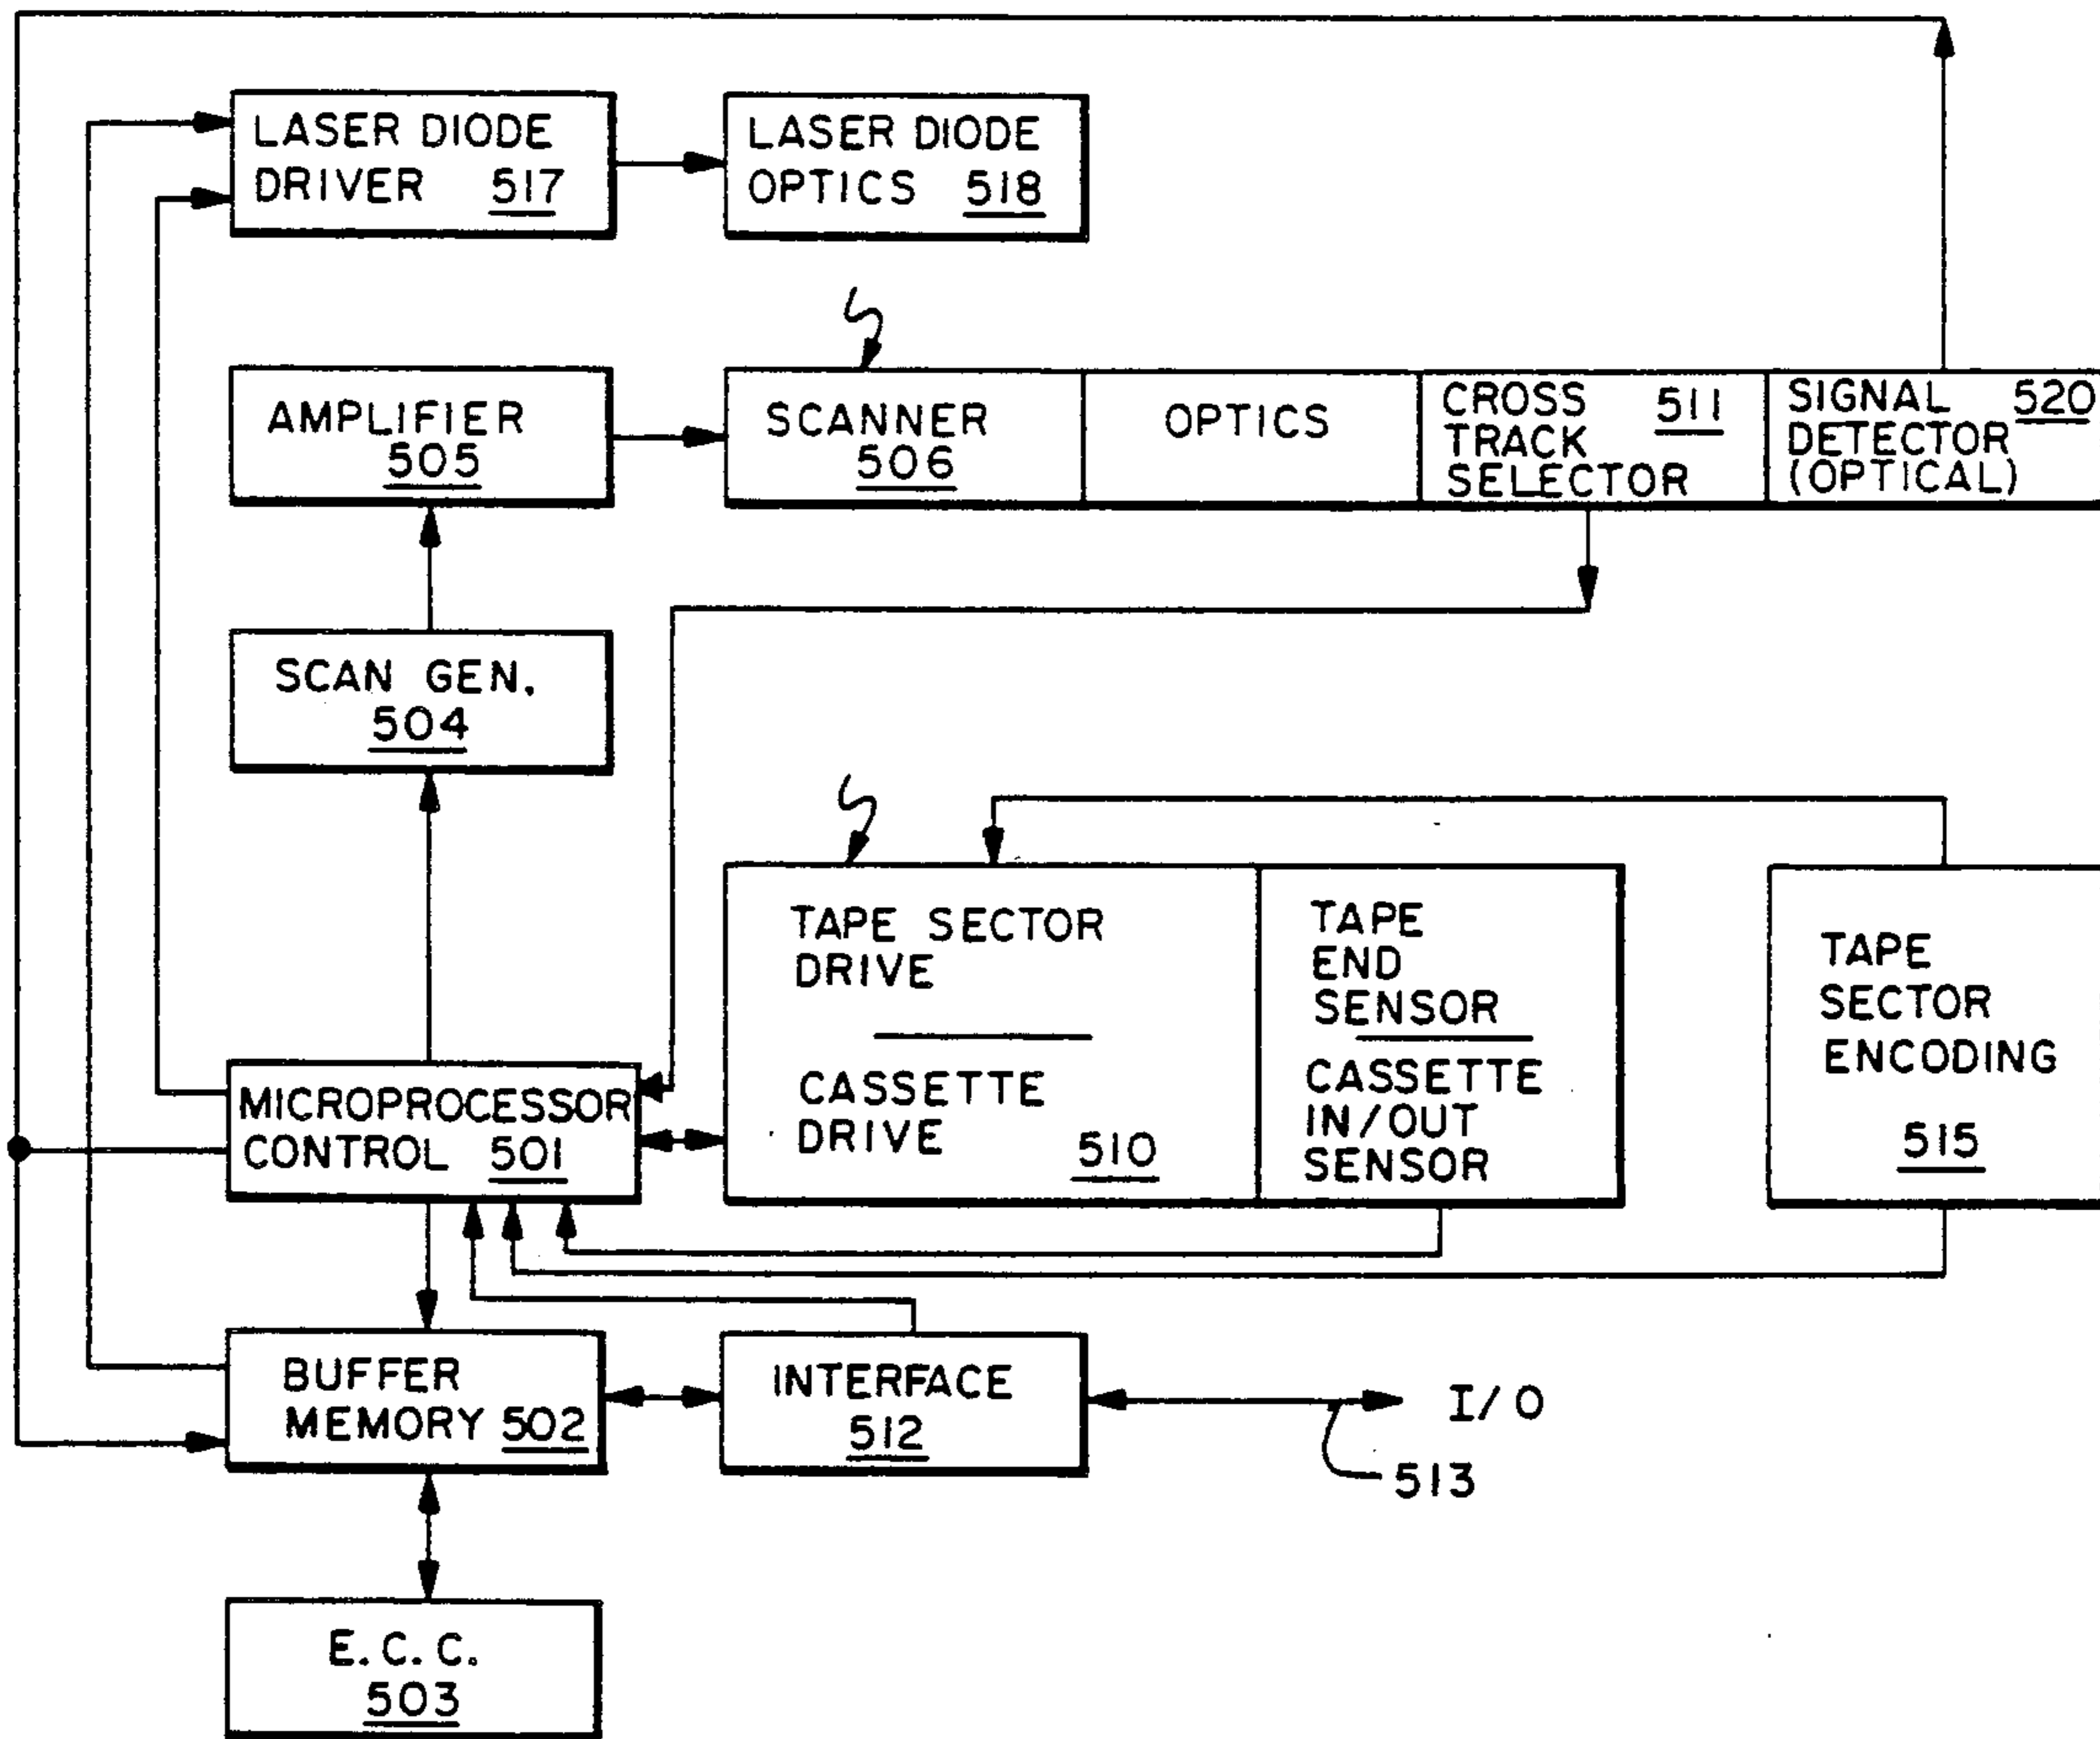 LASER DIODE
DRIVER 517
LASER DIODE
OPTICS 518
AMPLIFIER
505
SCANNER
506
OPTICS
CROSS 511
TRACK
SELECTOR
SIGNAL 520
DETECTOR
(OPTICAL)
SCAN GEN.
504
TAPE SECTOR
DRIVE
CASSETTE
DRIVE 510
TAPE
END
SENSOR
CASSETTE
IN/OUT
SENSOR
TAPE
SECTOR
ENCODING
515
MICROPROCESSOR
CONTROL 501
BUFFER
MEMORY 502
INTERFACE
512
I/O
513
E.C.C.
503